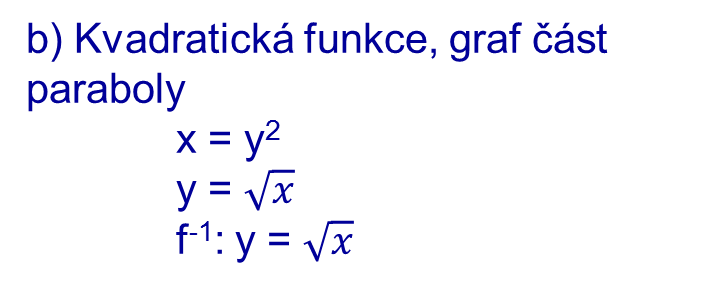 b) Kvadratická funkce, graf část
paraboly
x = y²
y = √x
f⁻¹: y = √x